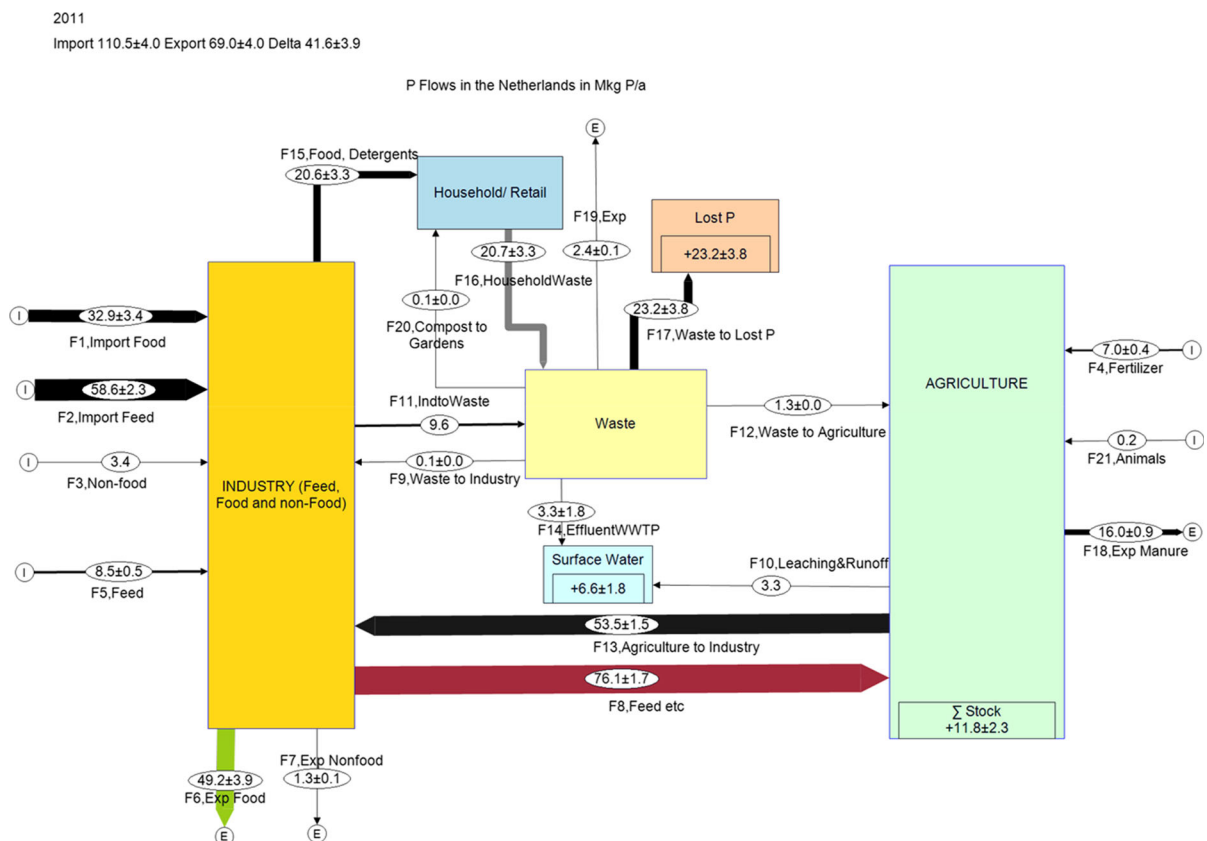 2011
Import 110.5±4.0 Export 69.0±4.0 Delta 41.6±3.9
P Flows in the Netherlands in Mkg P/a
E
F15,Food, Detergents
20.6±3.3
Household/ Retail
F19,Exp
2.4±0.1
Lost P
+23.2±3.8
20.7±3.3
F16,HouseholdWaste
0.1±0.0
F20,Compost to
Gardens
23.2±3.8
F17,Waste to Lost P
I
32.9±3.4
F1,Import Food
I
58.6±2.3
F2,Import Feed
I
3.4
F3,Non-food
I
8.5±0.5
F5,Feed
INDUSTRY (Feed,
Food and non-Food)
F11,IndtoWaste
9.6
0.1±0.0
F9,Waste to Industry
Waste
1.3±0.0
F12,Waste to Agriculture
3.3±1.8
F14,EffluentWWTP
Surface Water
+6.6±1.8
F10,Leaching&Runoff
3.3
53.5±1.5
F13,Agriculture to Industry
76.1±1.7
F8,Feed etc
AGRICULTURE
7.0±0.4
I
F4,Fertilizer
0.2
I
F21,Animals
16.0±0.9
E
F18,Exp Manure
∑ Stock
+11.8±2.3
F7,Exp Nonfood
49.2±3.9
1.3±0.1
F6,Exp Food
E
E